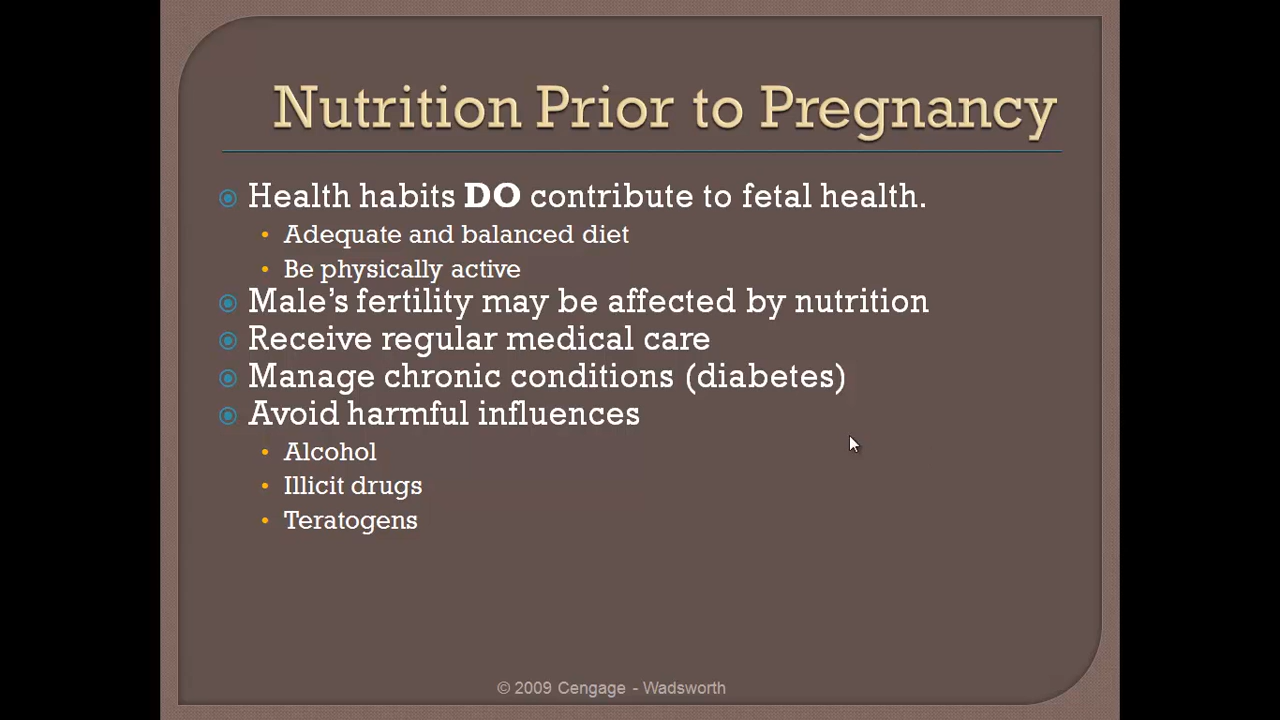 Nutrition Prior to Pregnancy
Health habits DO contribute to fetal health.
Adequate and balanced diet
Be physically active
Male’s fertility may be affected by nutrition
Receive regular medical care
Manage chronic conditions (diabetes)
Avoid harmful influences
Alcohol
Illicit drugs
Teratogens
© 2009 Cengage - Wadsworth